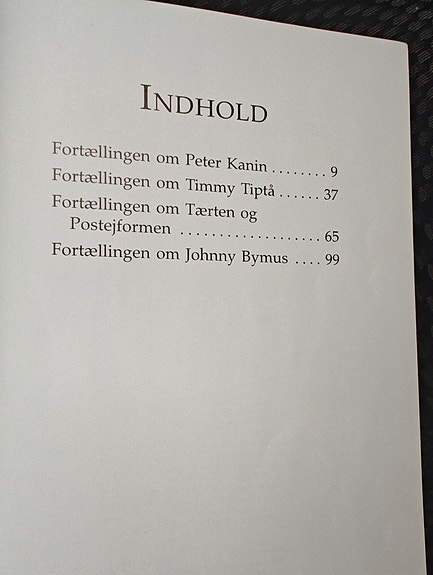 INDHOLD
Fortællingen om Peter Kanin . . . . . . . . 9
Fortællingen om Timmy Tiptå . . . . . . 37
Fortællingen om Tærten og
Postejformen . . . . . . . . . . . . . . . . . . . 65
Fortællingen om Johnny Bymus . . . . 99